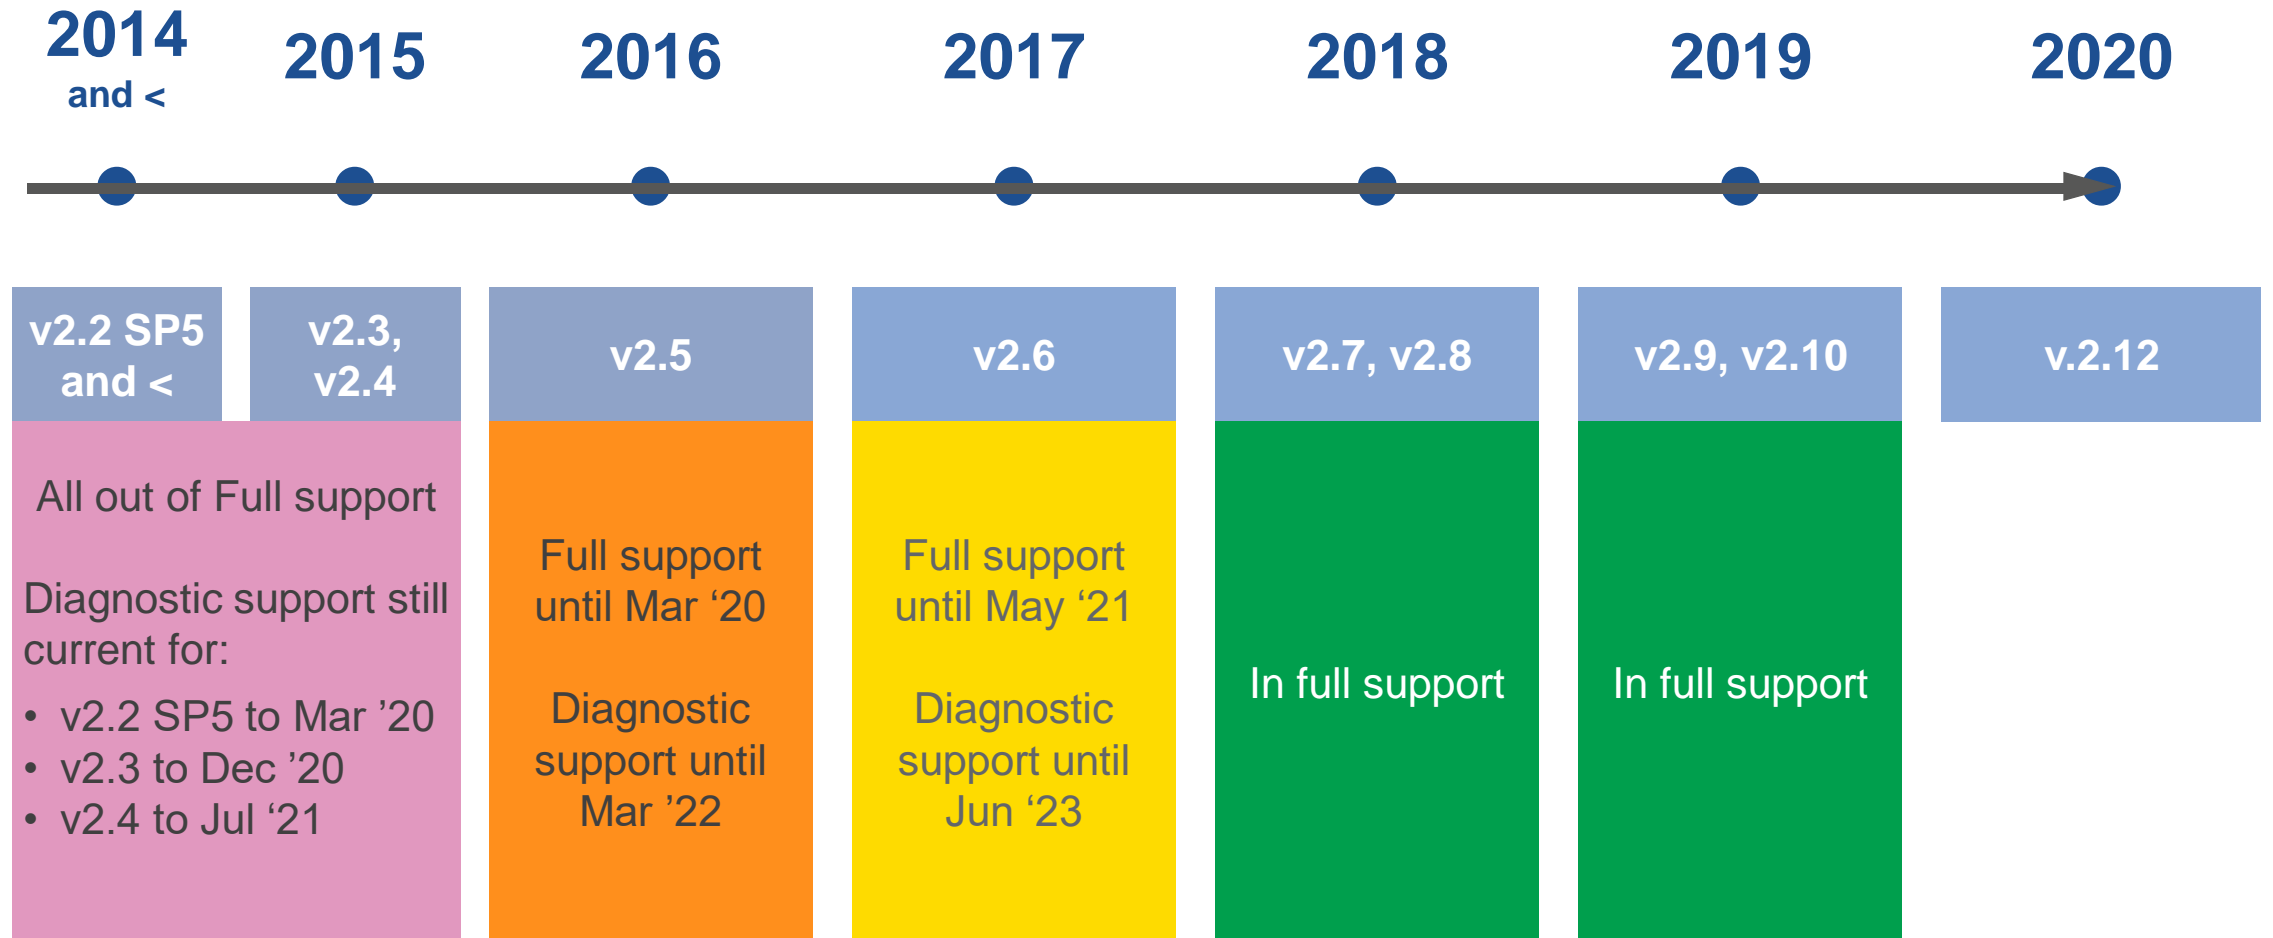 2014
and <
2015
2016
2017
2018
2019
2020
v2.2 SP5
and <
v2.3,
v2.4
v2.5
v2.6
v2.7, v2.8
v2.9, v2.10
v.2.12
All out of Full support
Diagnostic support still
current for:
• v2.2 SP5 to Mar ’20
• v2.3 to Dec ’20
• v2.4 to Jul ‘21
Full support
until Mar ‘20
Diagnostic
support until
Mar ’22
Full support
until May ‘21
Diagnostic
support until
Jun ‘23
In full support
In full support